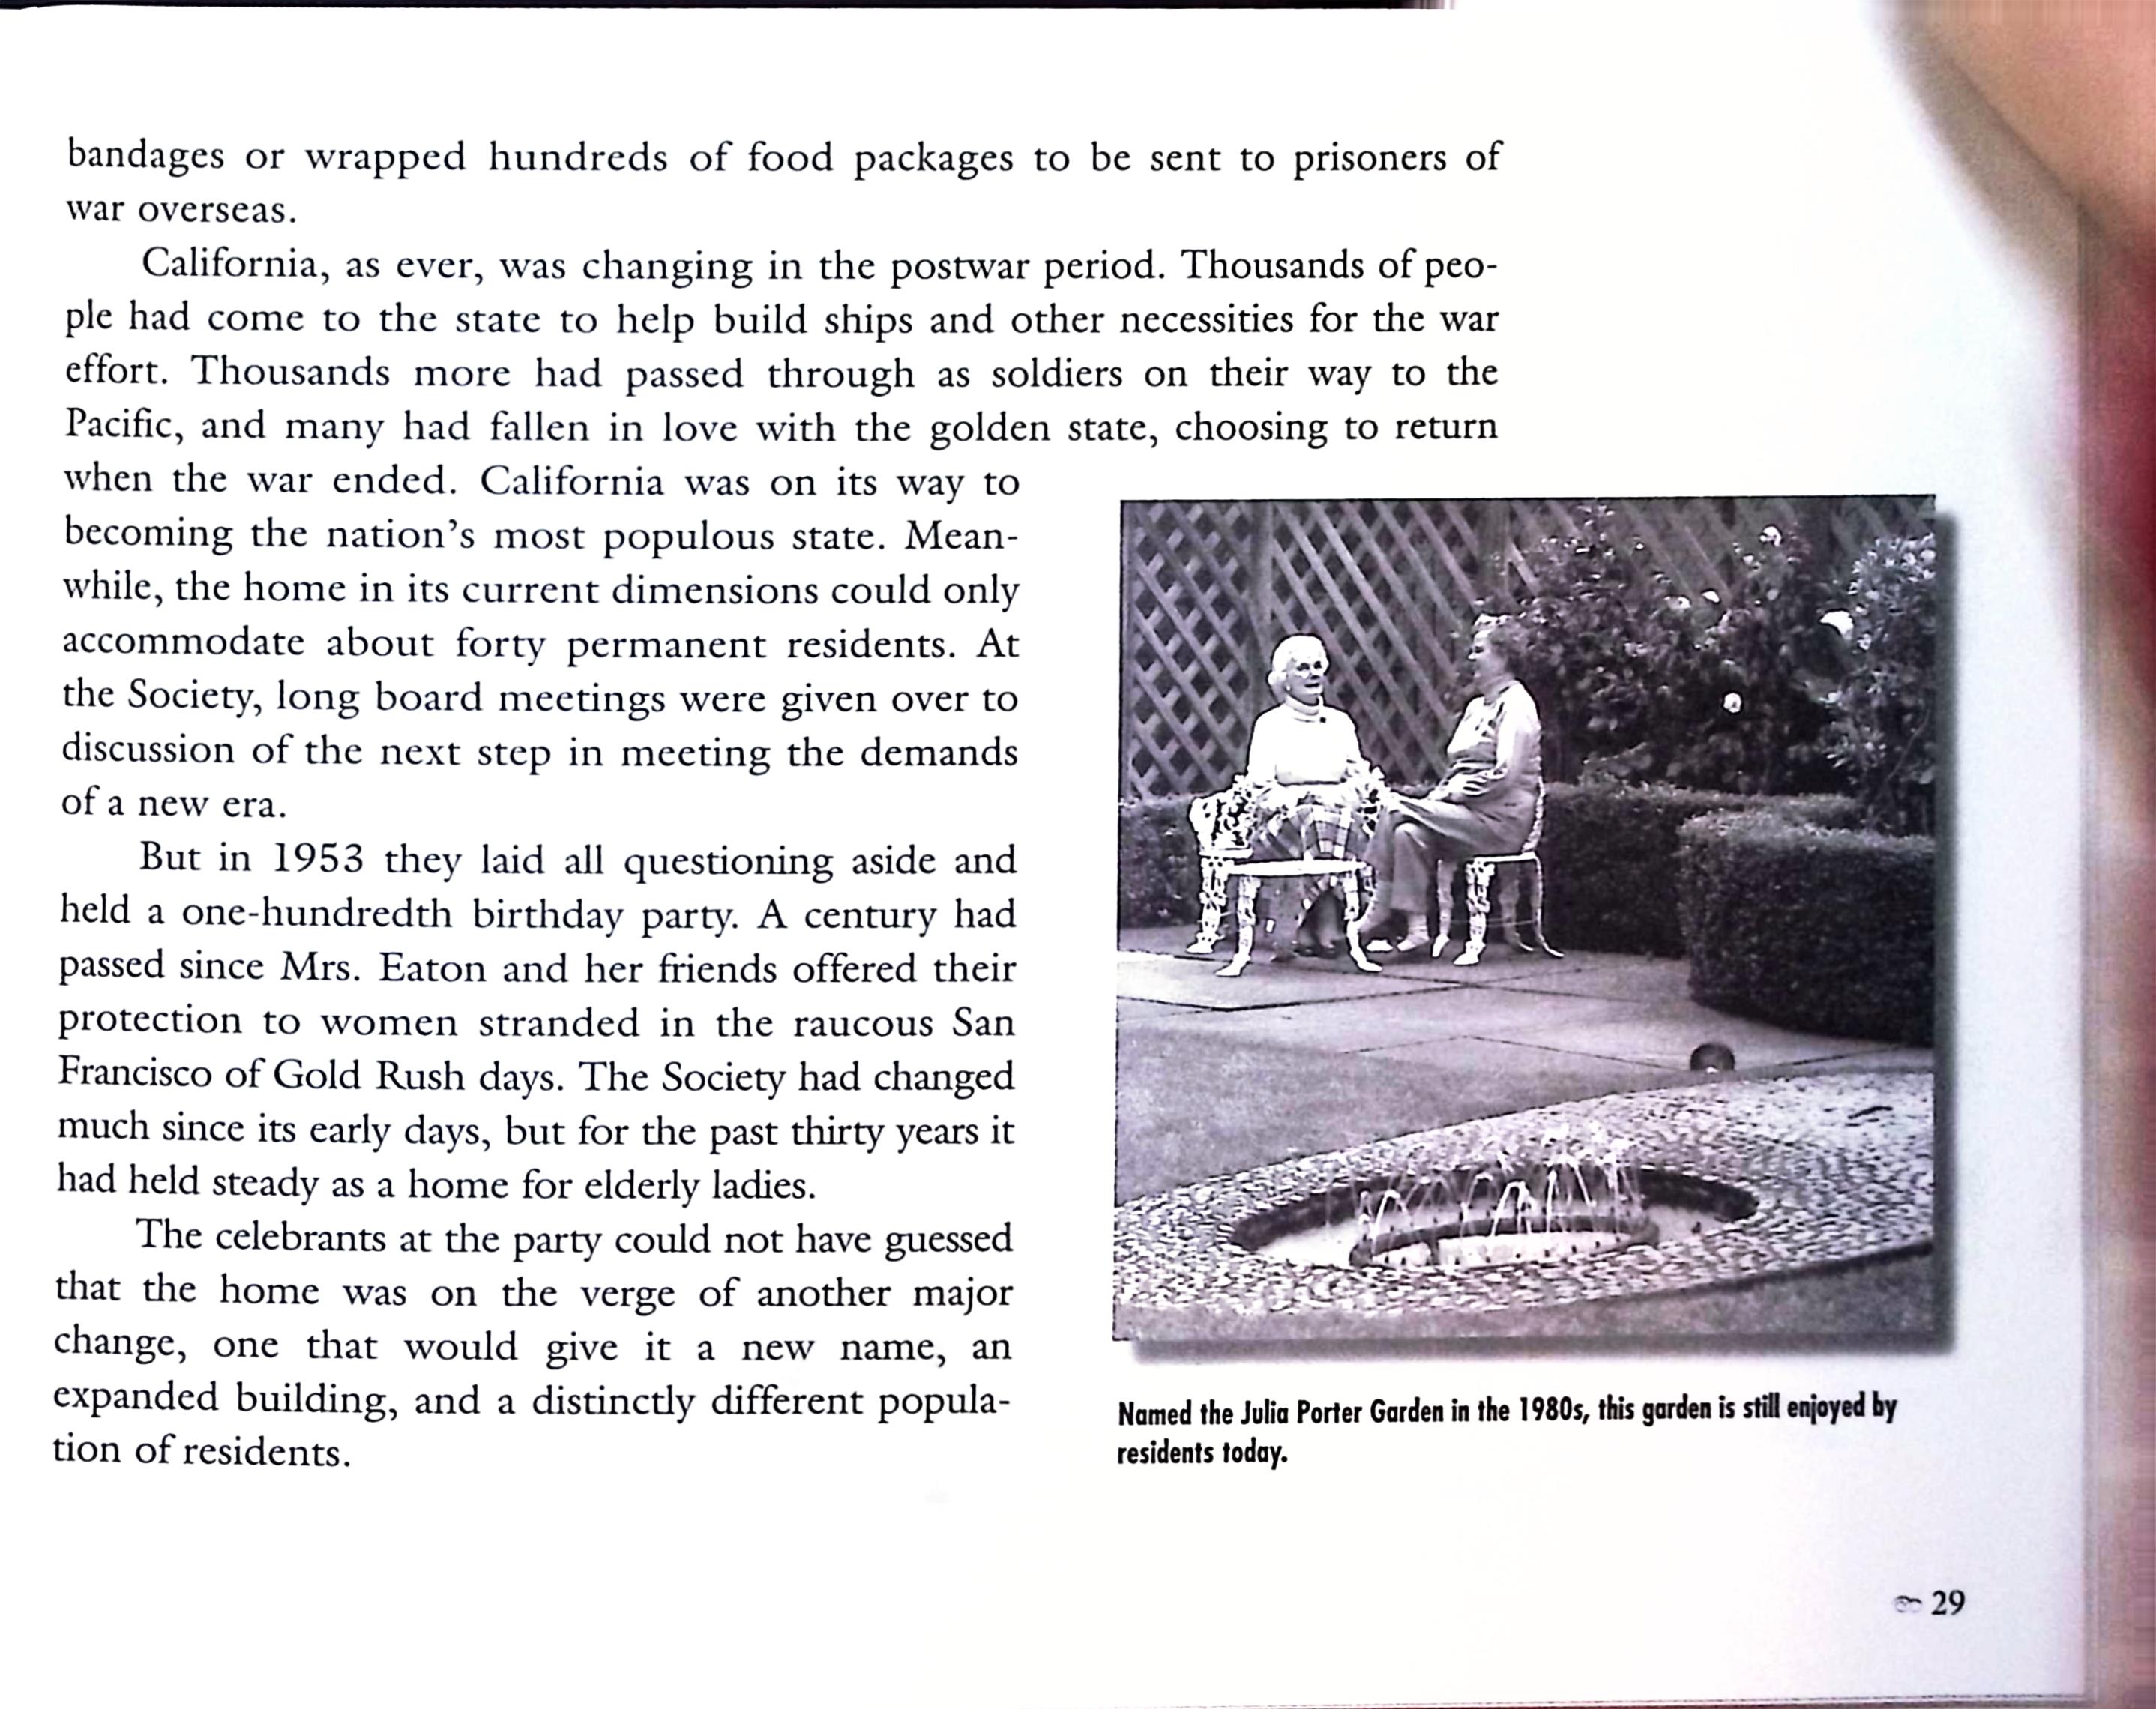 bandages or wrapped hundreds of food packages to be sent to prisoners of
war overseas.
California, as ever, was changing in the postwar period. Thousands of peo-
ple had come to the state to help build ships and other necessities for the war
effort. Thousands more had passed through as soldiers on their way to the
Pacific, and many had fallen in love with the golden state, choosing to return
when the war ended. California was on its way to
becoming the nation's most populous state. Mean-
while, the home in its current dimensions could only
accommodate about forty permanent residents. At
the Society, long board meetings were given over to
discussion of the next step in meeting the demands
of a new era.
But in 1953 they laid all questioning aside and
held a one-hundredth birthday party. A century had
passed since Mrs. Eaton and her friends offered their
protection to women stranded in the raucous San
Francisco of Gold Rush days. The Society had changed
much since its early days, but for the past thirty years it
had held steady as a home for elderly ladies.
The celebrants at the party could not have guessed
that the home was on the verge of another major
change, one that would give it a new name, an
expanded building, and a distinctly different popula-
tion of residents.
Named the Julia Porter Garden in the 1980s, this garden is still enjoyed by
residents today.
29